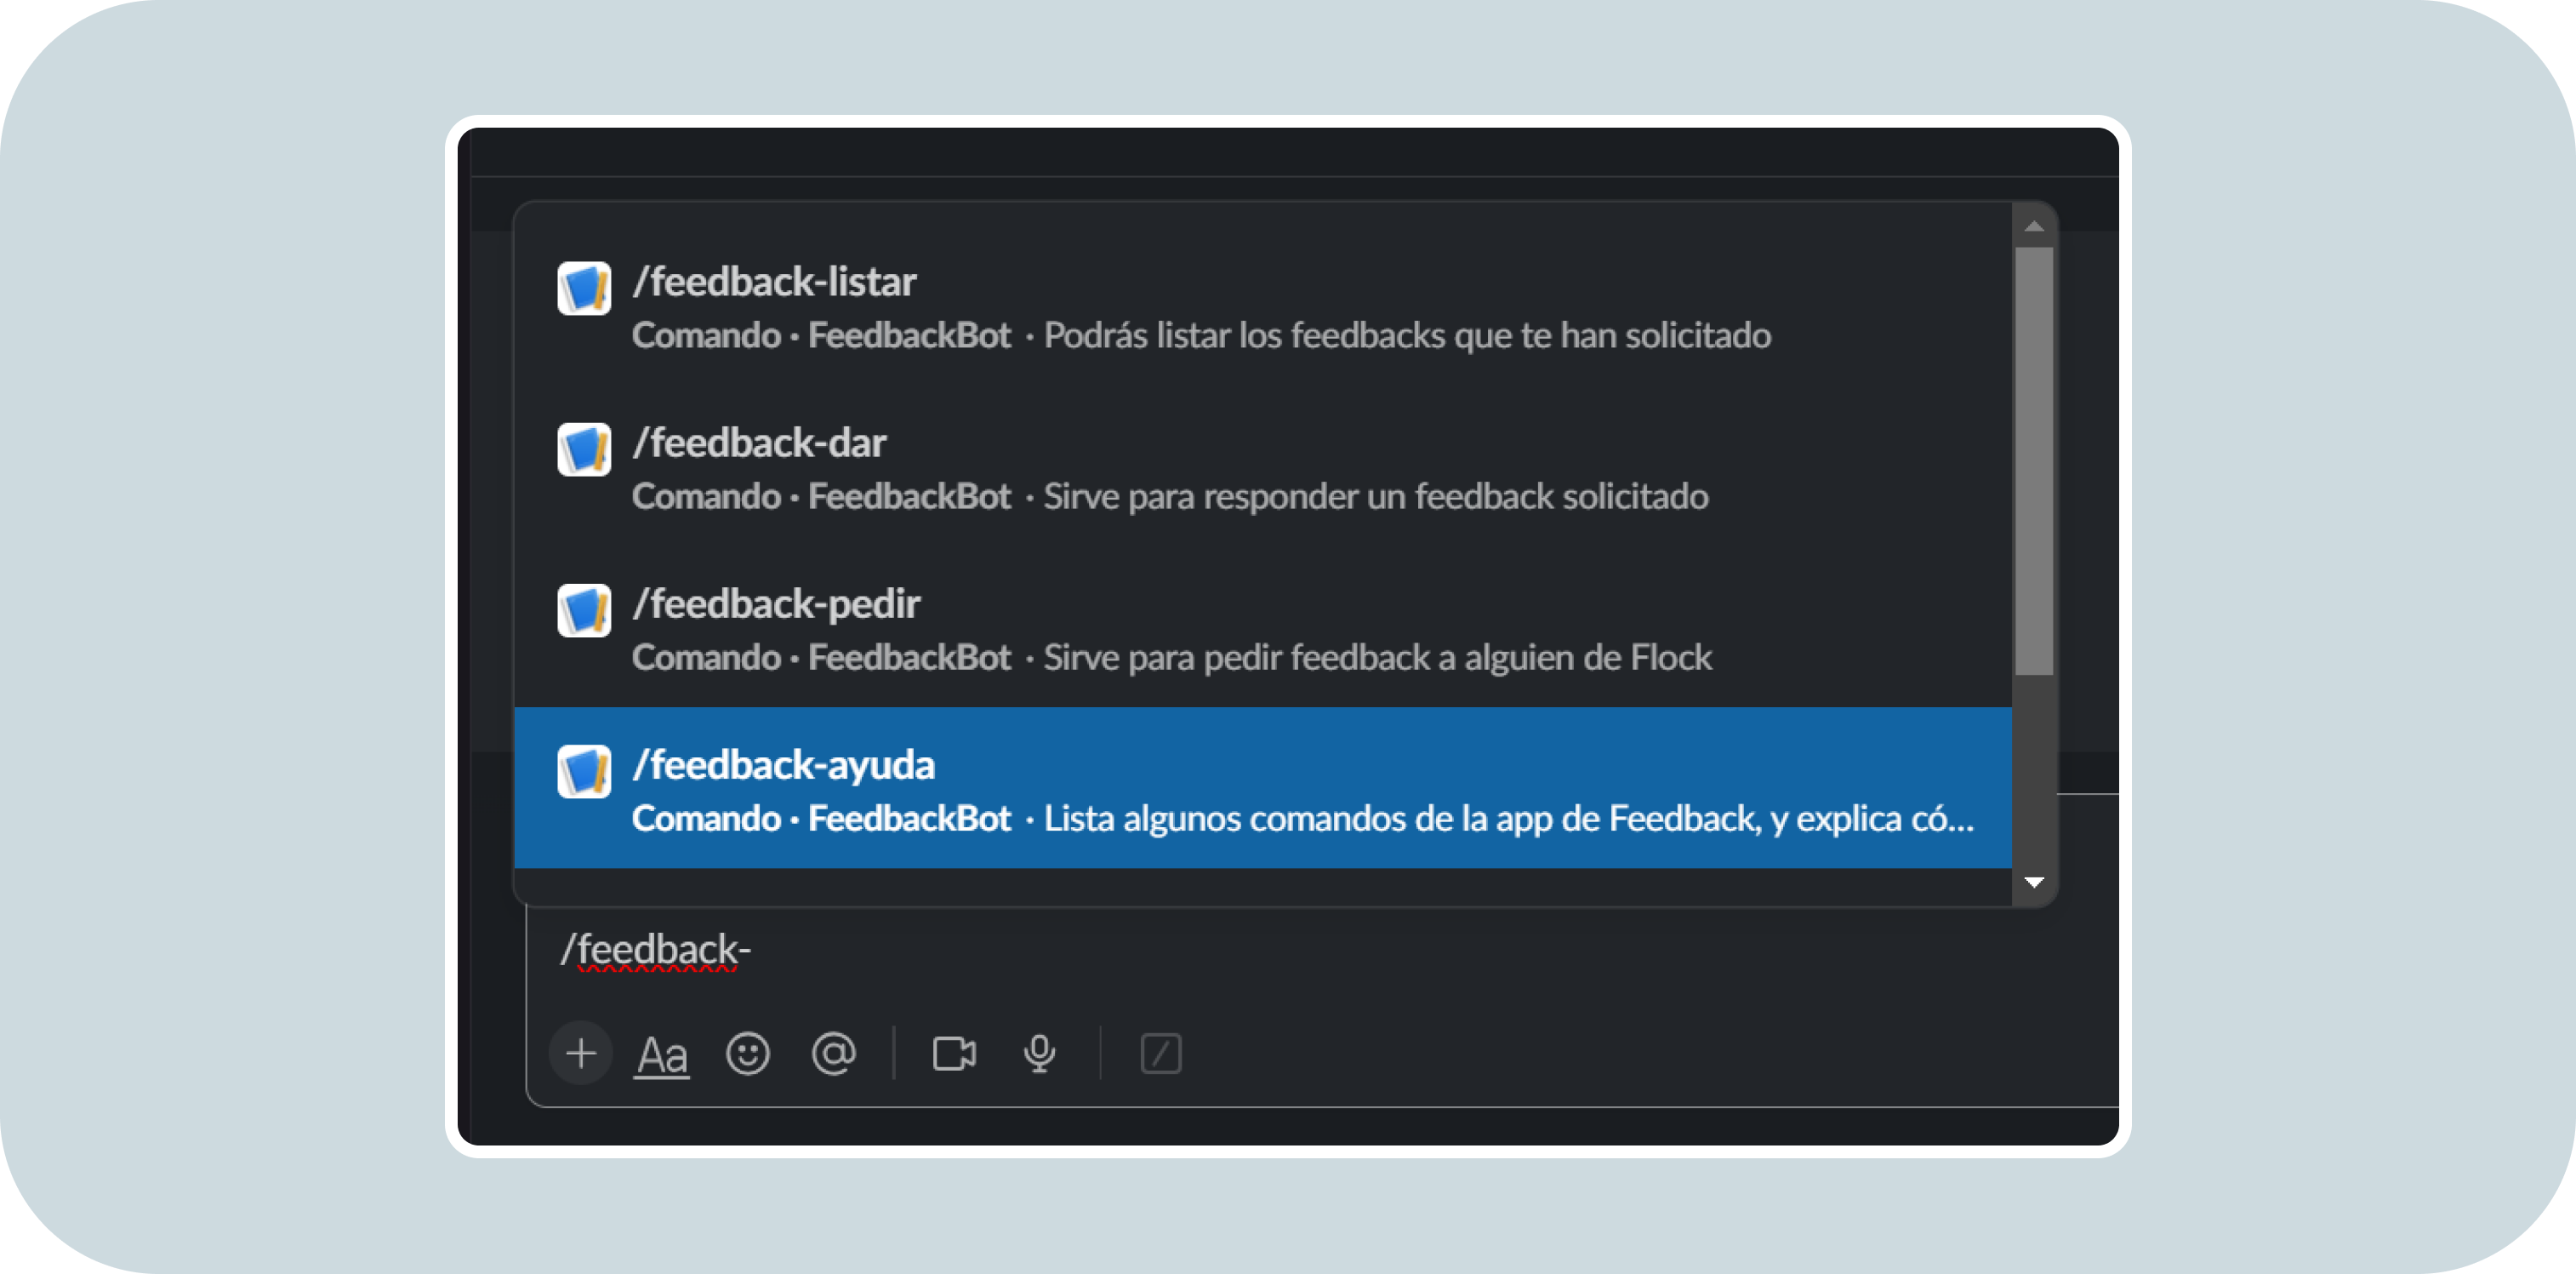 /feedback-listar
Comando · FeedbackBot · Podrás listar los feedbacks que te han solicitado
/feedback-dar
Comando · FeedbackBot · Sirve para responder un feedback solicitado
/feedback-pedir
Comando · FeedbackBot · Sirve para pedir feedback a alguien de Flock
/feedback-ayuda
Comando · FeedbackBot · Lista algunos comandos de la app de Feedback, y explica có...
/feedback-
Aa